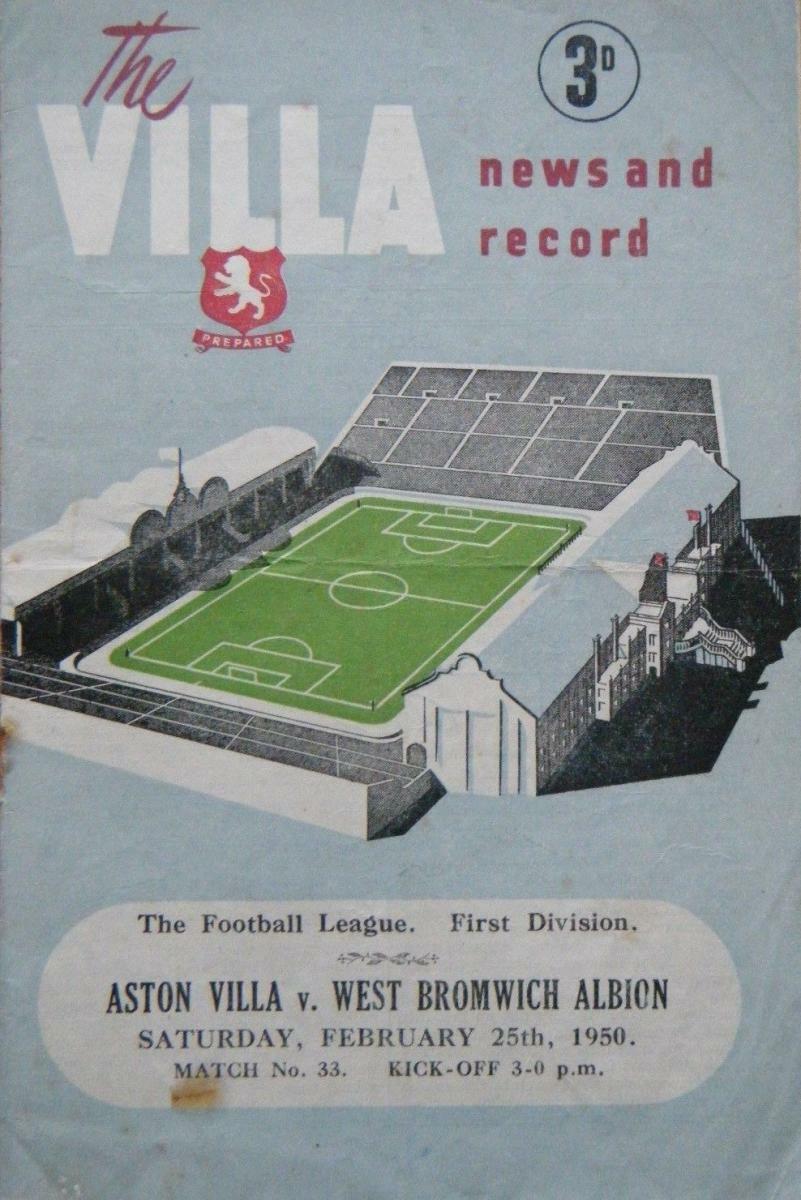 The
VILLA
3D
news and
record
PREPARED
The Football League. First Division.
ASTON VILLA v. WEST BROMWICH ALBION
SATURDAY, FEBRUARY 25th, 1950.
MATCH No. 33. KICK-OFF 3-0 p.m.